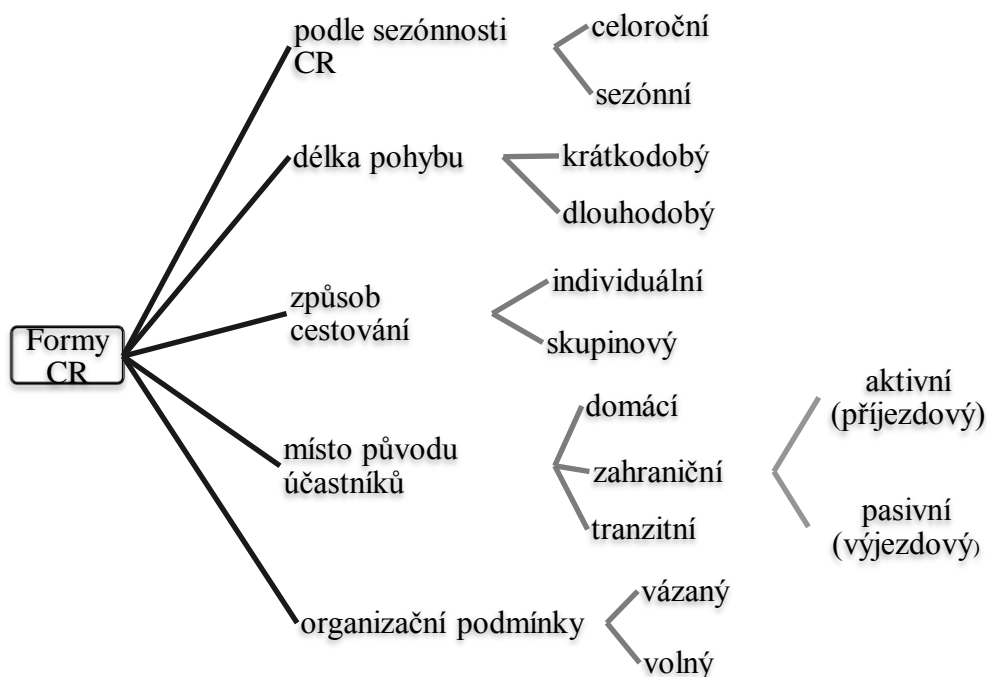 Formy
CR
podle sezónnosti
CR
celoroční
sezónní
délka pohybu
krátkodobý
dlouhodobý
způsob
cestování
individuální
skupinový
místo původu
účastníků
domácí
zahraniční
tranzitní
aktivní
(příjezdový)
pasivní
(výjezdový)
organizační podmínky
vázaný
volný